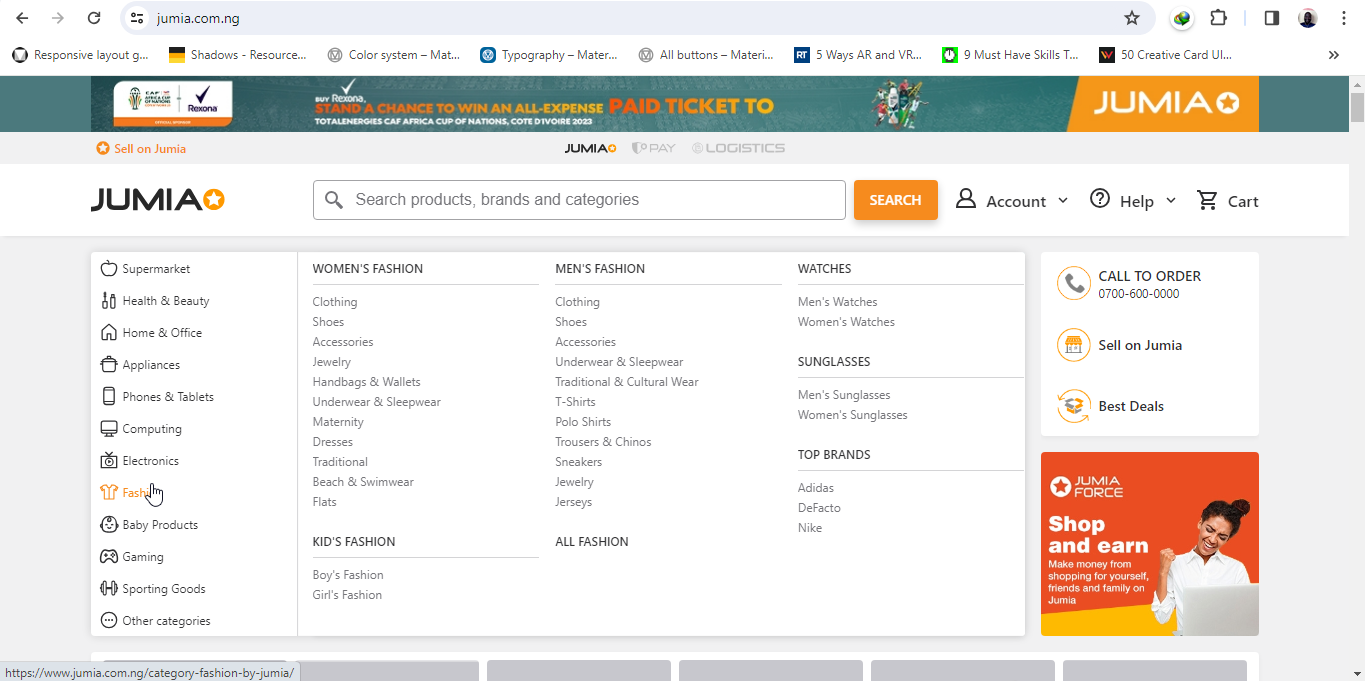 jumia.com.ng
Responsive layout g...
Shadows - Resource...
Color system – Mat...
Typography – Mater...
All buttons – Materi...
RT
5 Ways AR and VR...
9 Must Have Skills T...
50 Creative Card UI...
»
CAF AFRICA CUP OF NATIONS
Rexona
OFFICIAL SPONSOR
BUY Rexona
STAND A CHANCE TO WIN AN ALL-EXPENSE PAID TICKET TO
TOTALENERGIES CAF AFRICA CUP OF NATIONS, COTE D'IVOIRE 2023
JUMIA
Sell on Jumia
JUMIA
PAY
LOGISTICS
JUMIA
Search products, brands and categories
SEARCH
Account
Help
Cart
Supermarket
Health & Beauty
Home & Office
Appliances
Phones & Tablets
Computing
Electronics
Fashi
Baby Products
Gaming
Sporting Goods
Other categories
WOMEN'S FASHION
Clothing
Shoes
Accessories
Jewelry
Handbags & Wallets
Underwear & Sleepwear
Maternity
Dresses
Traditional
Beach & Swimwear
Flats
KID'S FASHION
Boy's Fashion
Girl's Fashion
MEN'S FASHION
Clothing
Shoes
Accessories
Underwear & Sleepwear
Traditional & Cultural Wear
T-Shirts
Polo Shirts
Trousers & Chinos
Sneakers
Jewelry
Jerseys
ALL FASHION
WATCHES
Men's Watches
Women's Watches
SUNGLASSES
Men's Sunglasses
Women's Sunglasses
TOP BRANDS
Adidas
DeFacto
Nike
CALL TO ORDER
0700-600-0000
Sell on Jumia
Best Deals
JUMIA
FORCE
Shop
and earn
Make money from
shopping for yourself,
friends and family on
Jumia
https://www.jumia.com.ng/category-fashion-by-jumia/